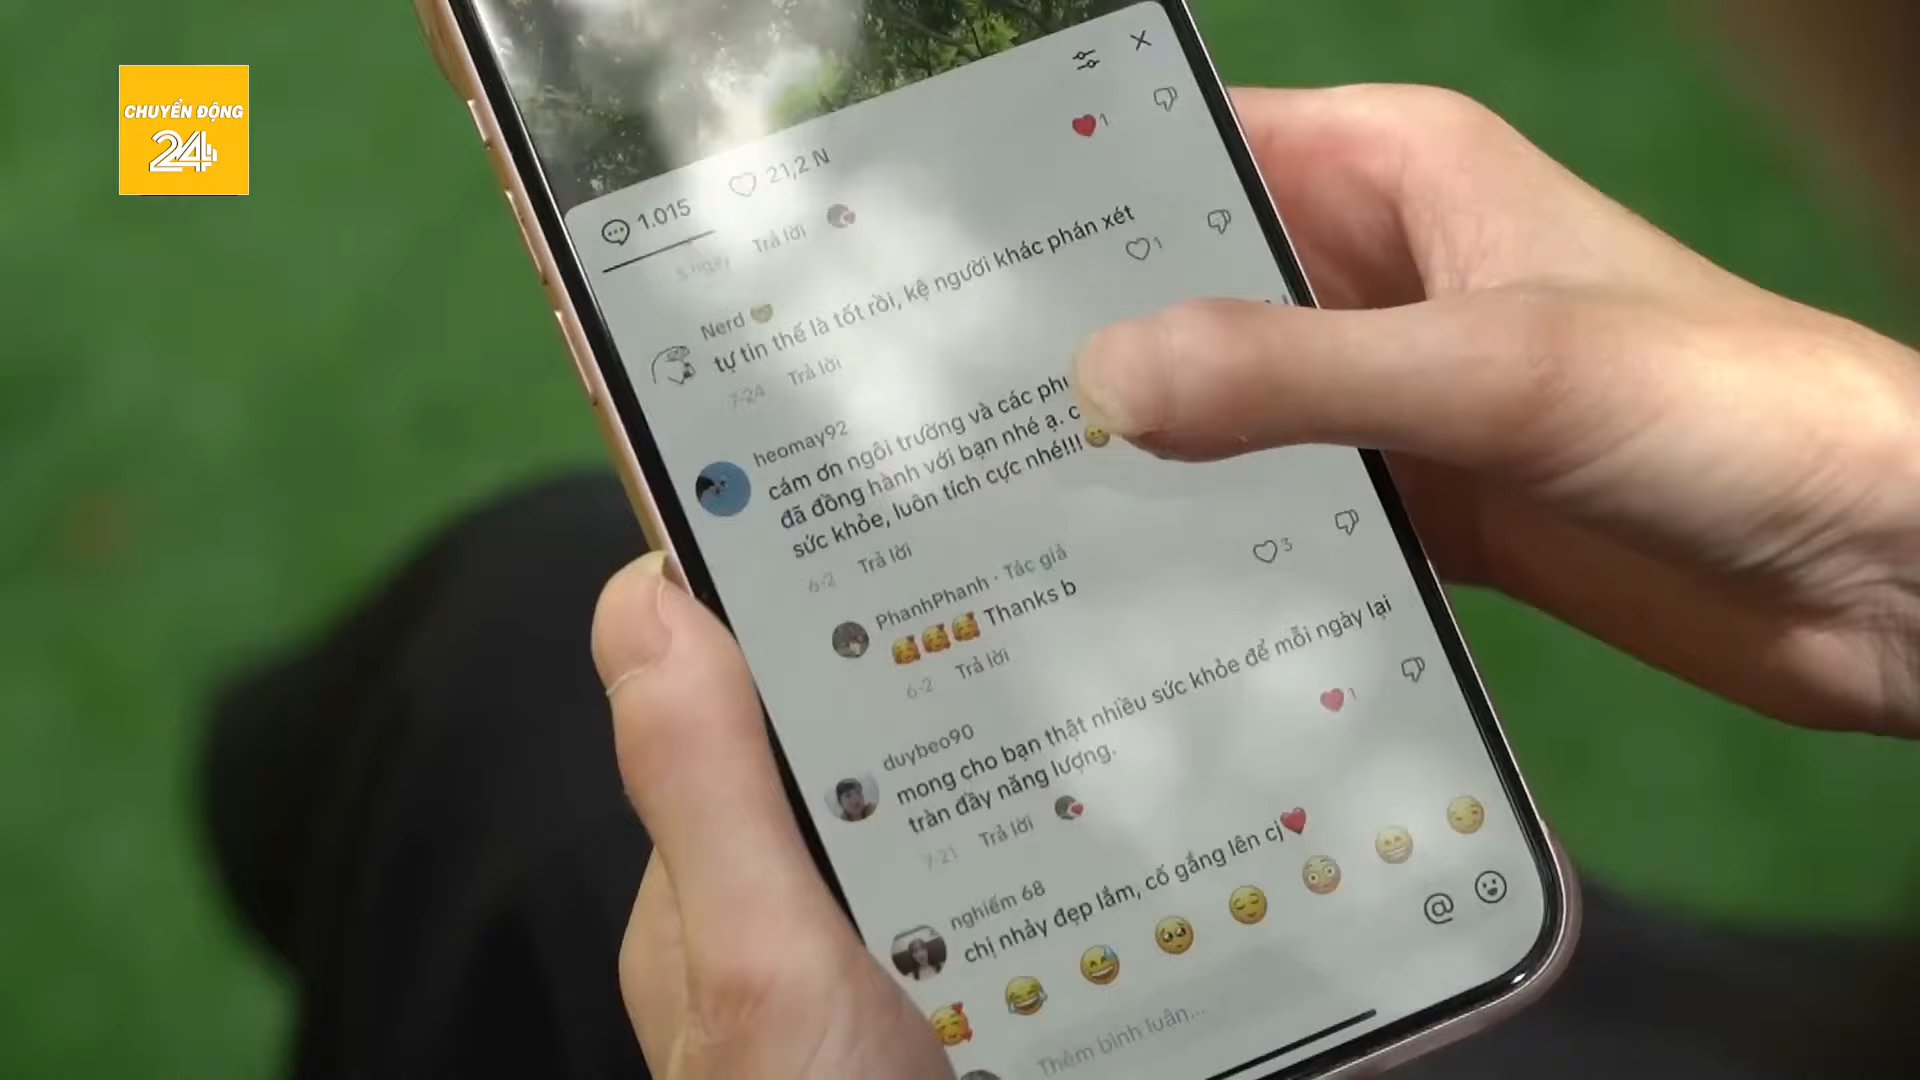 CHUYỂN ĐỘNG
24h
1.015
21,2 N
5 ngày
Trả lời
1
Nerd
tự tin thế là tốt rồi, kệ người khác phán xét
7-24
Trả lời
1
heomay92
cám ơn ngôi trường và các
đã đồng hành với bạn nhé ạ.
sức khỏe, luôn tích cực nhé!!! 😁
6-2
Trả lời
PhanhPhanh · Tác giả
🥰🥰🥰 Thanks b
6-2
Trả lời
3
duybeo90
mong cho bạn thật nhiều sức khỏe để mỗi ngày lại
tràn đầy năng lượng.
7-21
Trả lời
1
nghiếm 68
chị nhảy đẹp lắm, cố gắng lên cj❤️
Thêm bình luận...